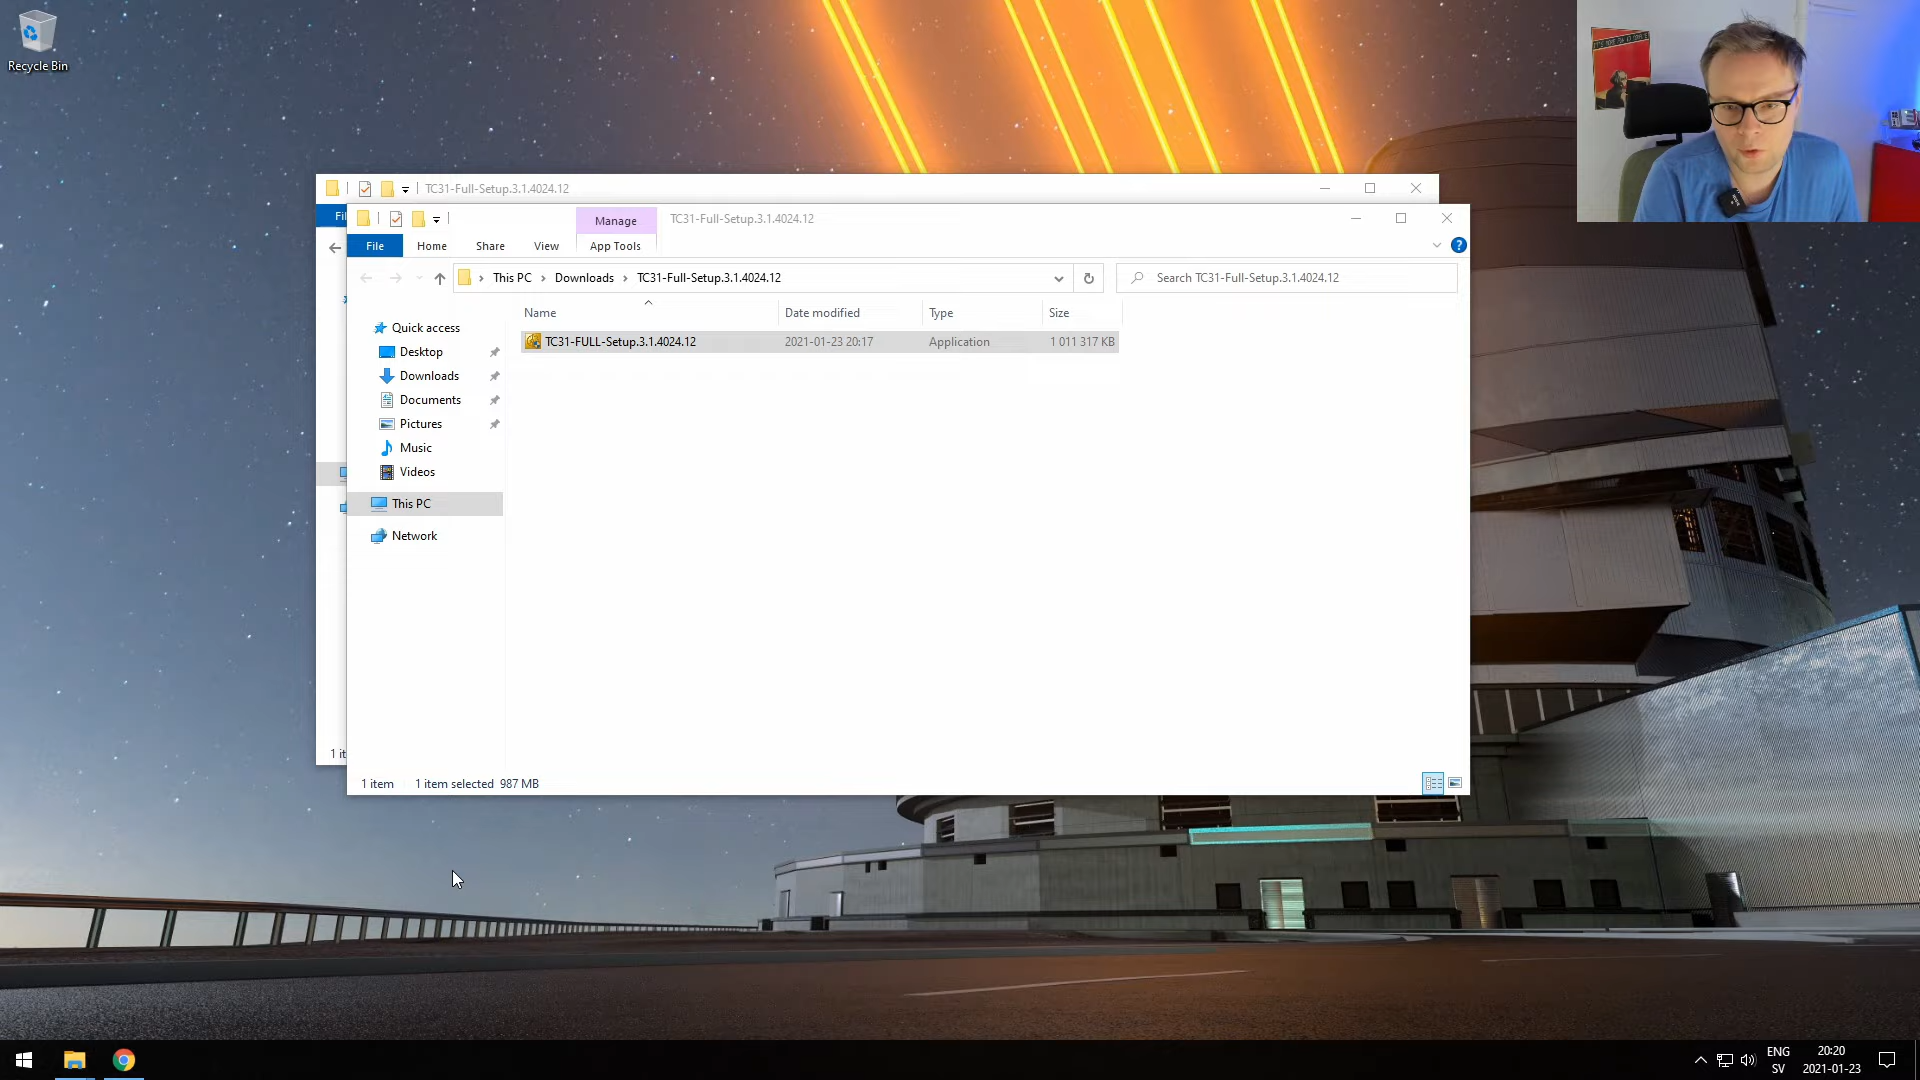 Recycle Bin
TC31-Full-Setup.3.1.4024.12
Fil
Manage
TC31-Full-Setup.3.1.4024.12
File
Home
Share
View
App Tools
This PC
Downloads
TC31-Full-Setup.3.1.4024.12
Search TC31-Full-Setup.3.1.4024.12
Name
Date modified
Type
Size
Quick access
Desktop
Downloads
Documents
Pictures
Music
Videos
This PC
Network
TC31-FULL-Setup.3.1.4024.12
2021-01-23 20:17
Application
1 011 317 KB
1 it
1 item
1 item selected 987 MB
ENG
SV
20:20
2021-01-23